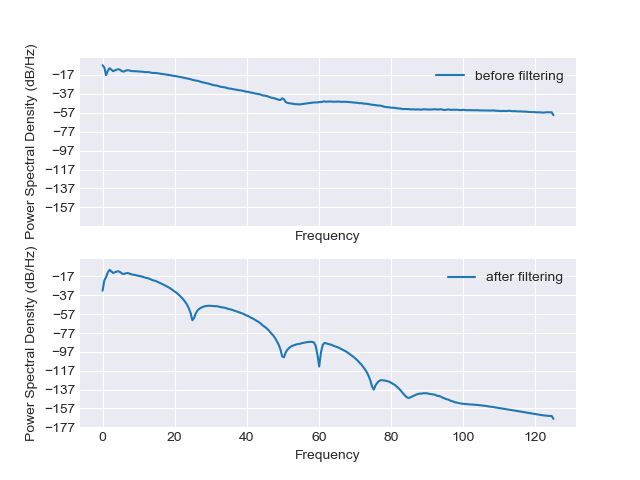 Power Spectral Density (dB/Hz)
−17
−37
−57
−77
−97
−117
−137
−157
before filtering
Frequency
Power Spectral Density (dB/Hz)
−17
−37
−57
−77
−97
−117
−137
−157
−177
after filtering
0 20 40 60 80 100 120
Frequency